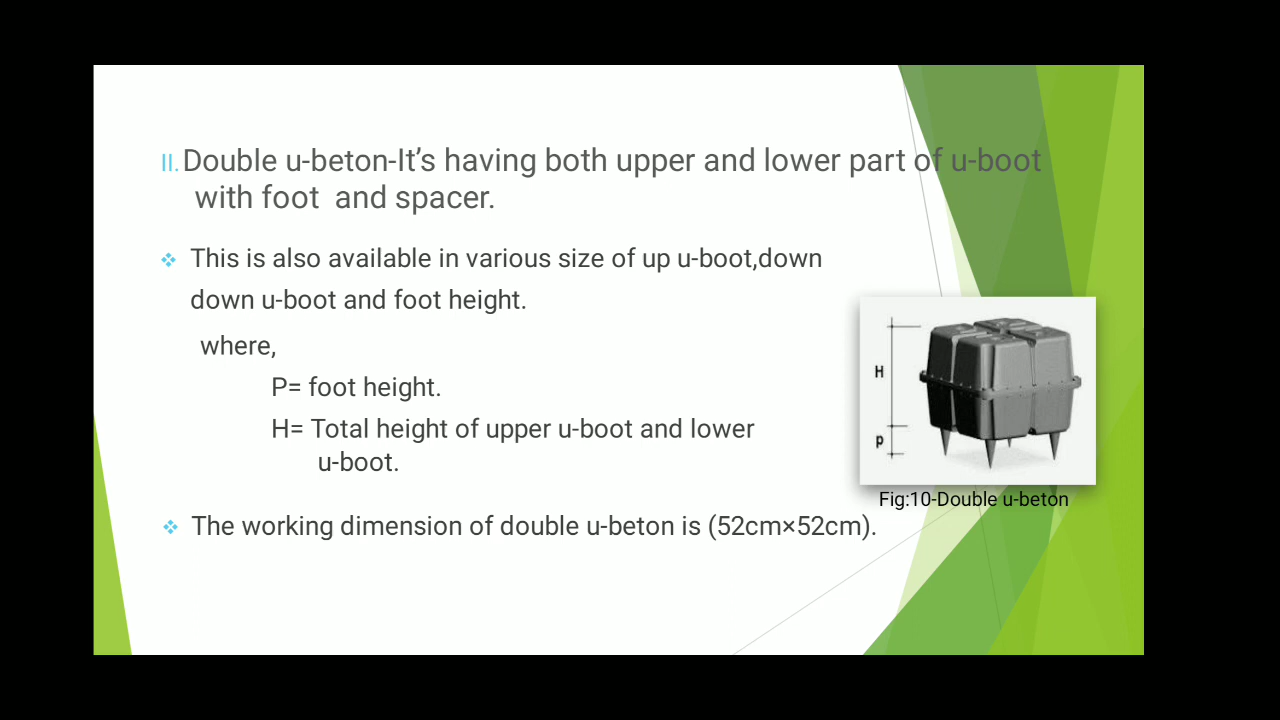 II. Double u-beton-It’s having both upper and lower part of u-boot
with foot and spacer.
This is also available in various size of up u-boot,down
down u-boot and foot height.
where,
P= foot height.
H= Total height of upper u-boot and lower
u-boot.
H
P
Fig:10-Double u-beton
The working dimension of double u-beton is (52cm×52cm).